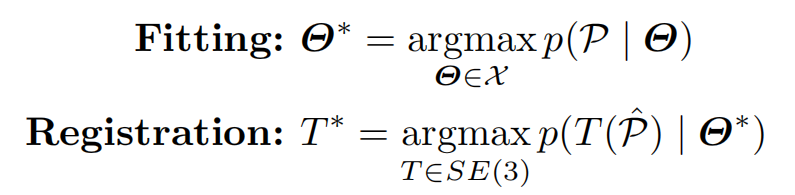 Fitting: Θ* = argmax p(𝒫 | Θ)
Θ∈𝒳
Registration: T* = argmax p(T(𝒫̂) | Θ*)
T∈SE(3)